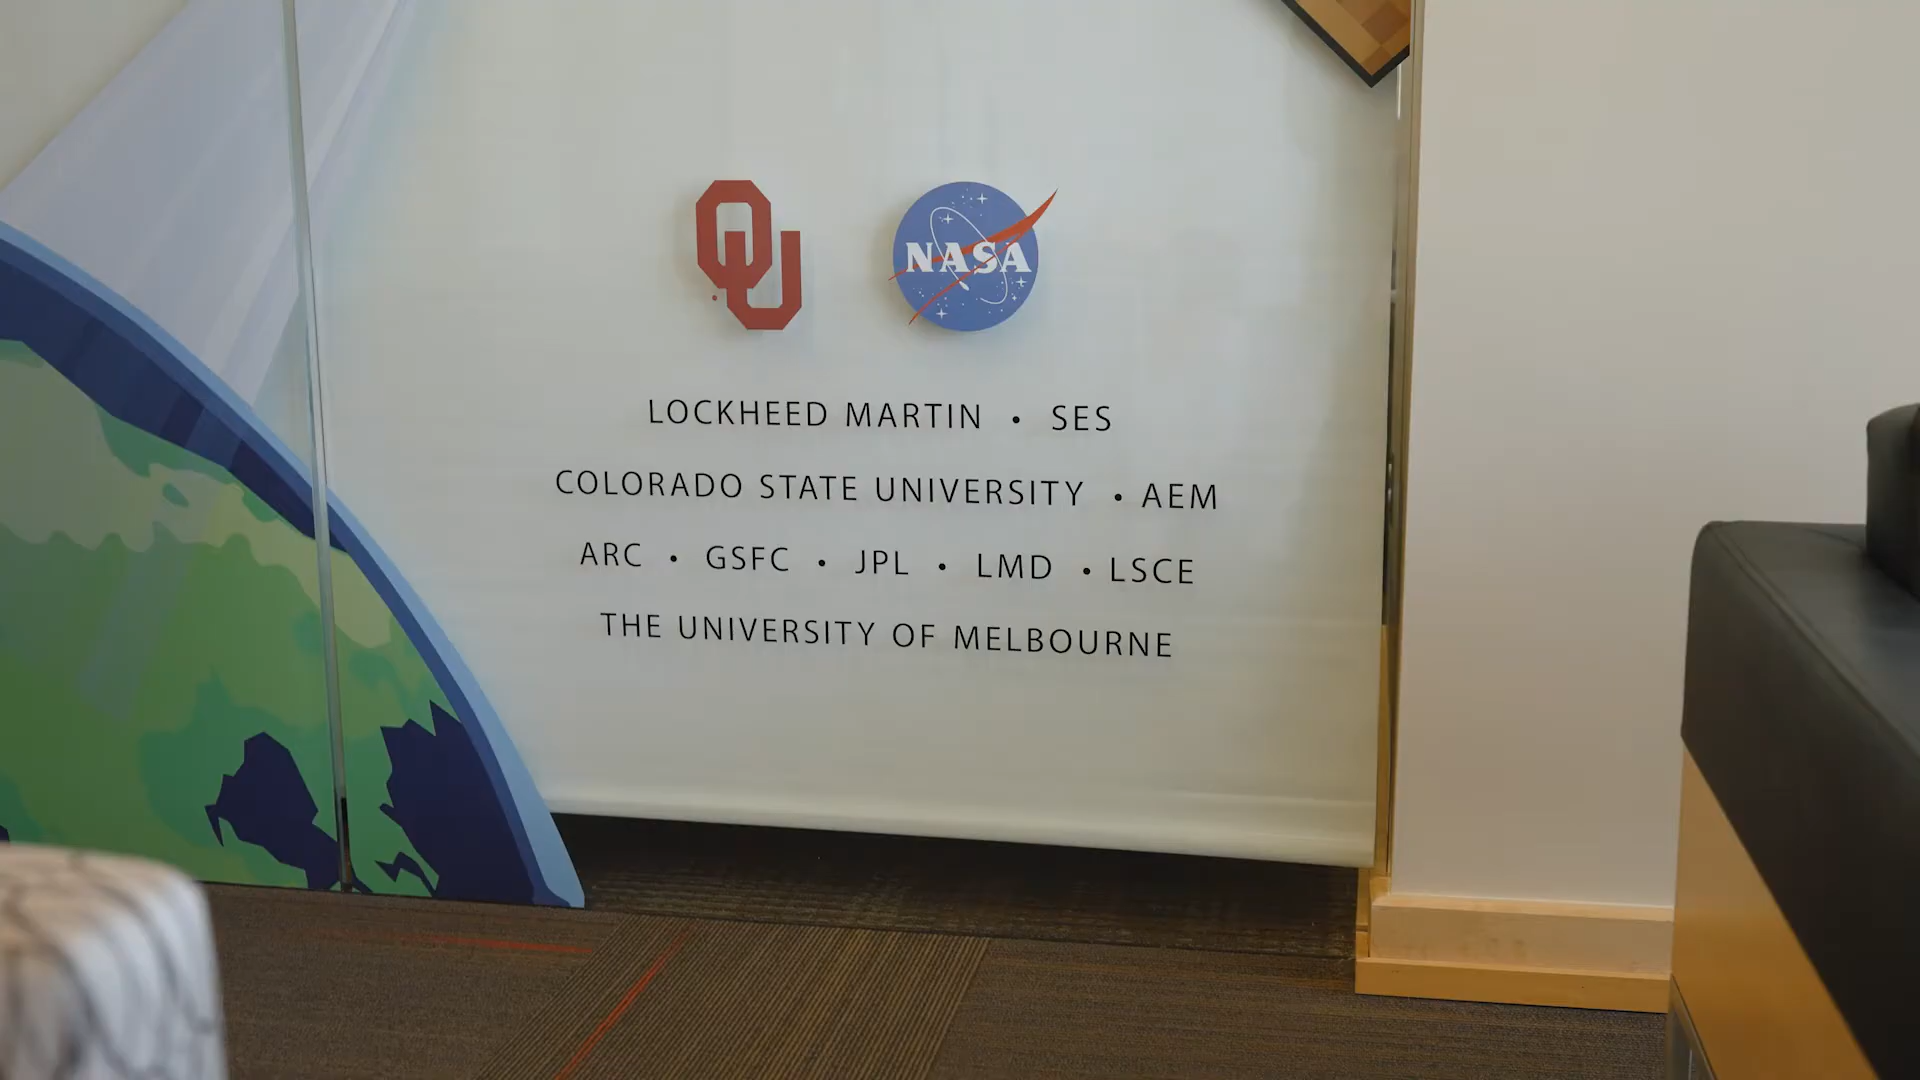 OU NASA
LOCKHEED MARTIN • SES
COLORADO STATE UNIVERSITY • AEM
ARC • GSFC • JPL • LMD • LSCE
THE UNIVERSITY OF MELBOURNE